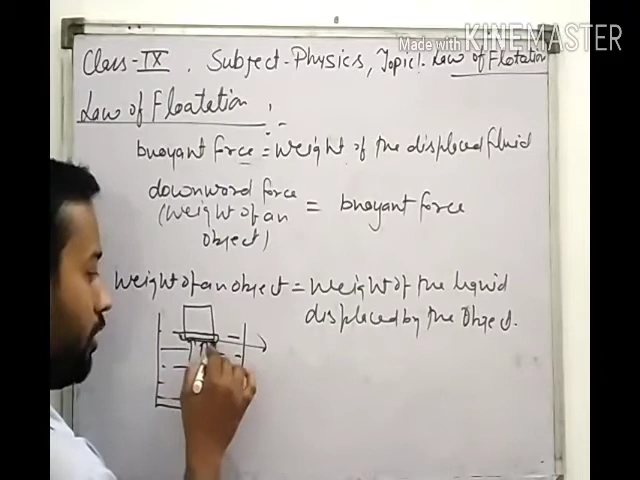 Made with KINEMASTER
Class-IX. Subject-Physics, Topic:. Law of Flotation
Law of Floatation :-
buoyant force = weight of the displaced fluid
downword force
(weight of an
object)
= buoyant force
weight of an object = weight of the liquid
displaced by the object.